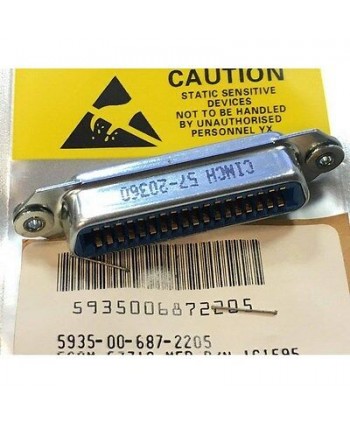 CAUTION
STATIC SENSITIVE
DEVICES
NOT TO BE HANDLED
BY UNAUTHORISED
PERSONNEL YX
CINCH 57-20360
5935006872205
5935-00-687-2205